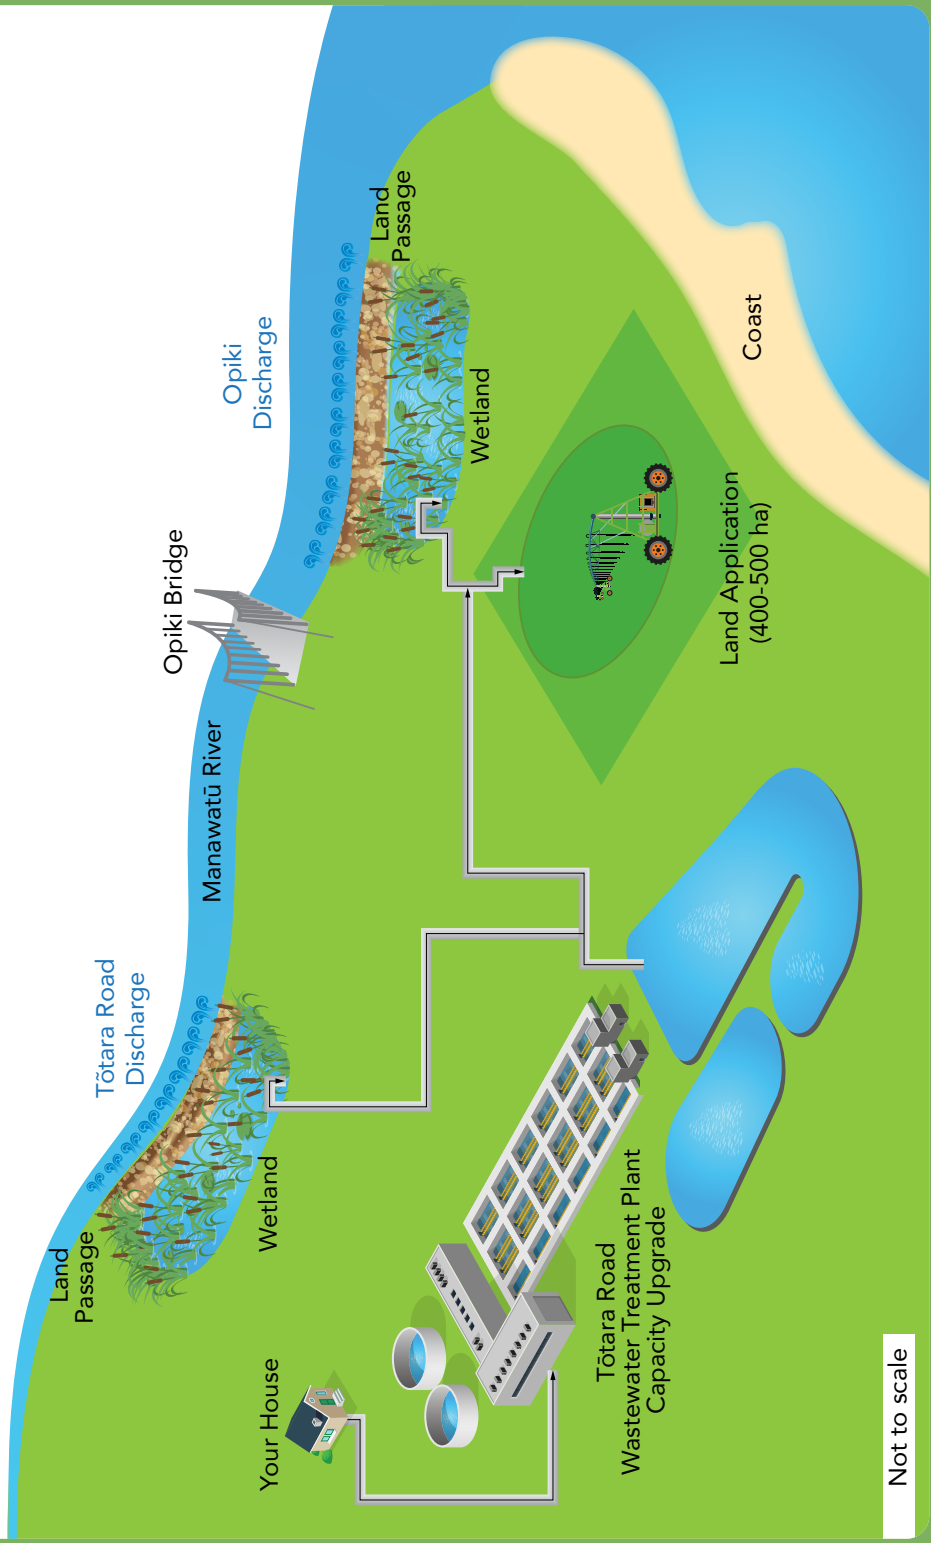 Land
Passage
Tõtara Road
Discharge
Opiki Bridge
Manawatū River
Opiki
Discharge
Wetland
Your House
Land
Passage
Wetland
Tōtara Road
Wastewater Treatment Plant
Capacity Upgrade
Land Application
(400-500 ha)
Coast
Not to scale